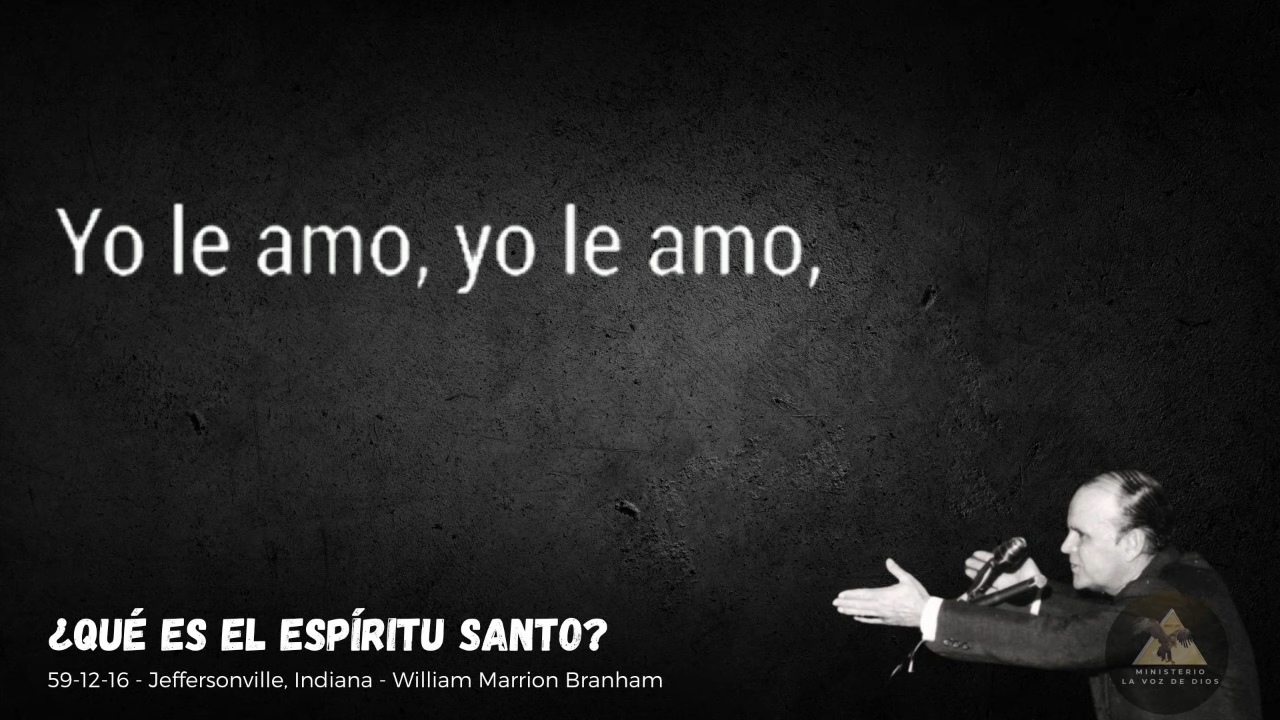 Yo le amo, yo le amo,
¿QUÉ ES EL ESPÍRITU SANTO?
59-12-16 - Jeffersonville, Indiana - William Marrion Branham
MINISTERIO
LA VOZ DE DIOS